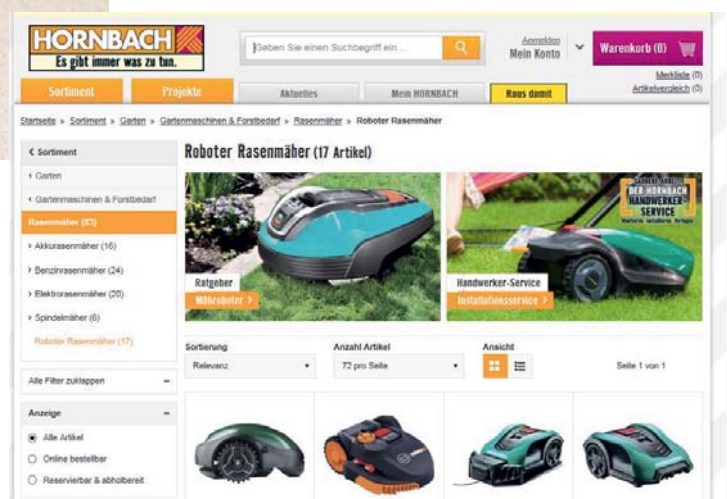 HORNBACH
Es gibt immer was zu tun.
Geben Sie einen Suchbegriff ein ...
Anmelden
Mein Konto
Warenkorb (0)
Merkliste (0)
Artikelvergleich (0)
Sortiment
Projekte
Aktuelles
Mein HORNBACH
Raus damit
Startseite » Sortiment » Garten » Gartenmaschinen & Forstbedarf » Rasenmäher » Roboter Rasenmäher
Sortiment
Garten
Gartenmaschinen & Forstbedarf
Rasenmäher (83)
Akkurasenmäher (16)
Benzinrasenmäher (24)
Elektrorasenmäher (20)
Spindelmäher (6)
Roboter Rasenmäher (17)
Alle Filter zuklappen
Anzeige
Alle Artikel
Online bestellbar
Reservierbar & abholbereit
Roboter Rasenmäher (17 Artikel)
Ratgeber
Mähroboter >
DER HORNBACH
HANDWERKER-
SERVICE
Handwerker-Service
Installationsservice >
Sortierung
Relevanz
Anzahl Artikel
72 pro Seite
Ansicht
Seite 1 von 1